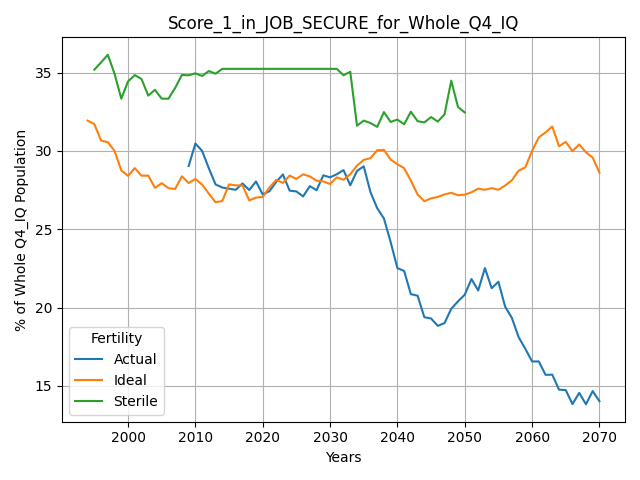 Score_1_in_JOB_SECURE_for_Whole_Q4_IQ
% of Whole Q4_IQ Population
35
30
25
20
15
Fertility
Actual
Ideal
Sterile
2000 2010 2020 2030 2040 2050 2060 2070
Years